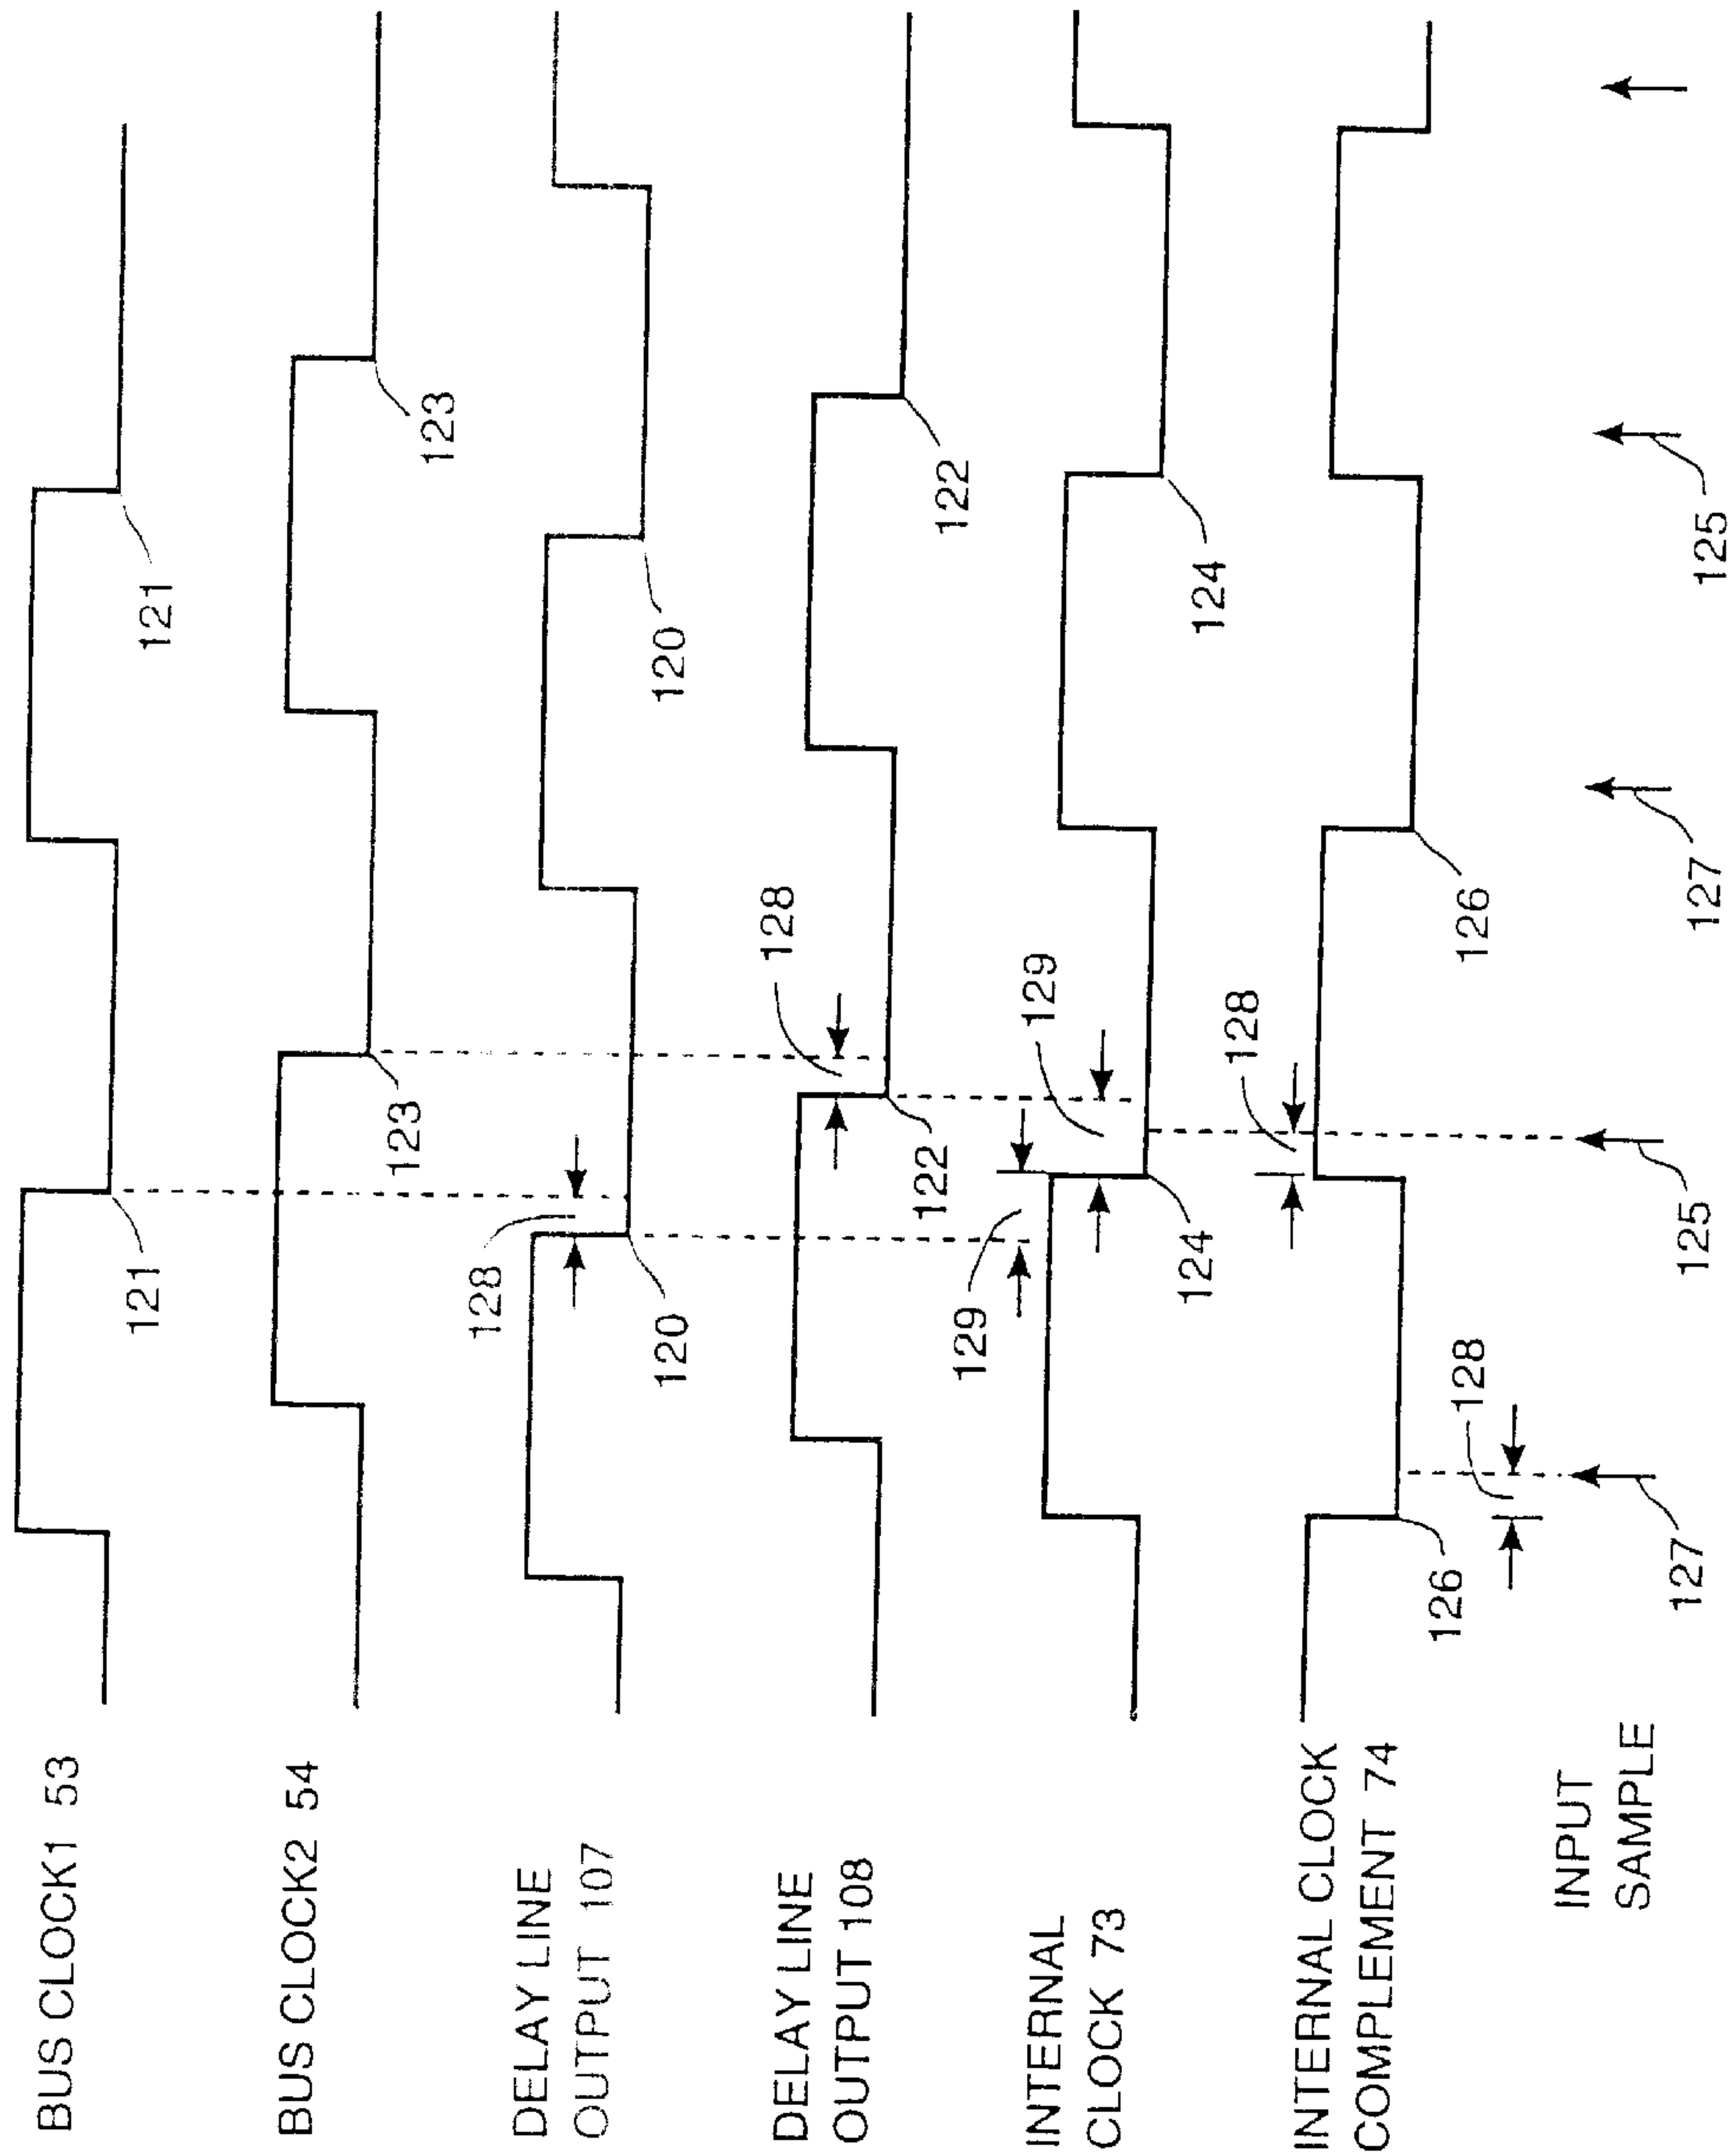 BUS CLOCK1 53
121
121
BUS CLOCK2 54
123
123
DELAY LINE
OUTPUT 107
128
120
120
DELAY LINE
OUTPUT 108
128
122
122
INTERNAL
CLOCK 73
129
129
124
124
INTERNAL CLOCK
COMPLEMENT 74
128
126
128
126
INPUT
SAMPLE
127
125
127
125